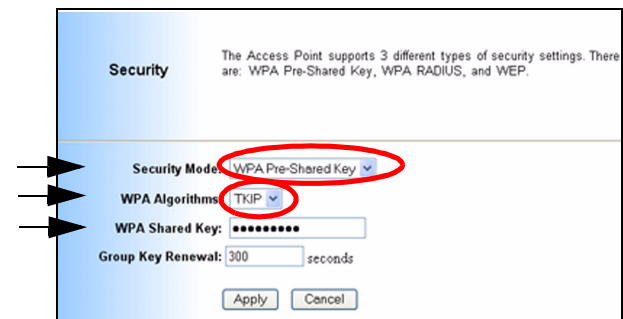 Security
The Access Point supports 3 different types of security settings. There
are: WPA Pre-Shared Key, WPA RADIUS, and WEP.
Security Mode: WPA Pre-Shared Key
WPA Algorithms: TKIP
WPA Shared Key: •••••••••
Group Key Renewal: 300 seconds
Apply Cancel